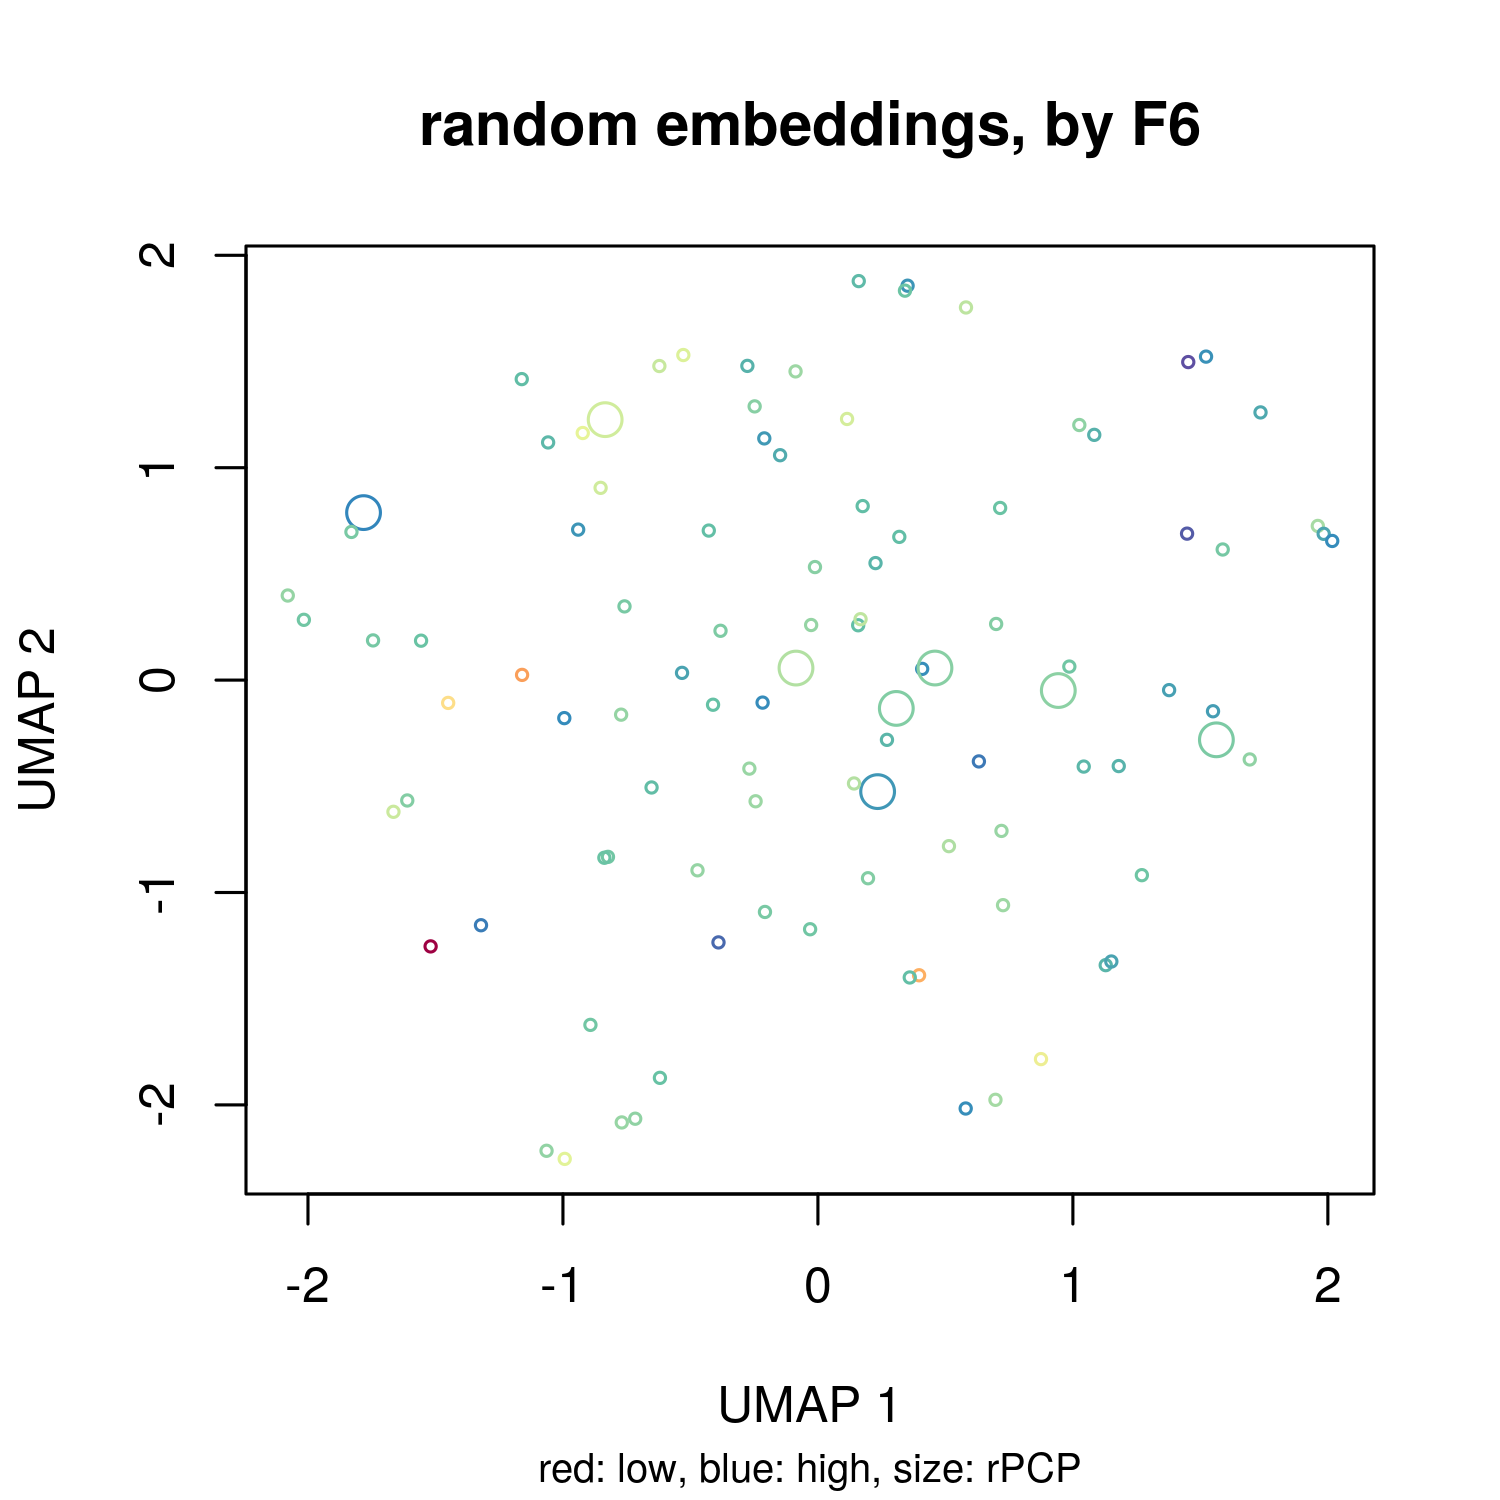 random embeddings, by F6
2
1
0
-1
-2
UMAP 2
-2 -1 0 1 2
UMAP 1
red: low, blue: high, size: rPCP